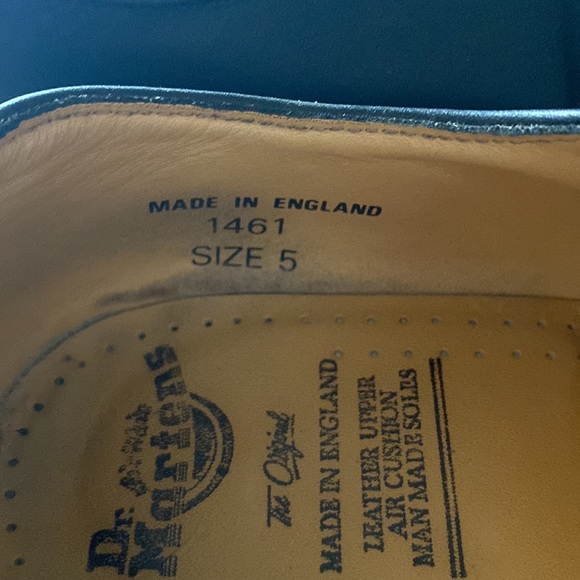 MADE IN ENGLAND
1461
SIZE 5
Dr. Martens
The Original
MADE IN ENGLAND
LEATHER UPPER
AIR CUSHION
MAN MADE SOLES